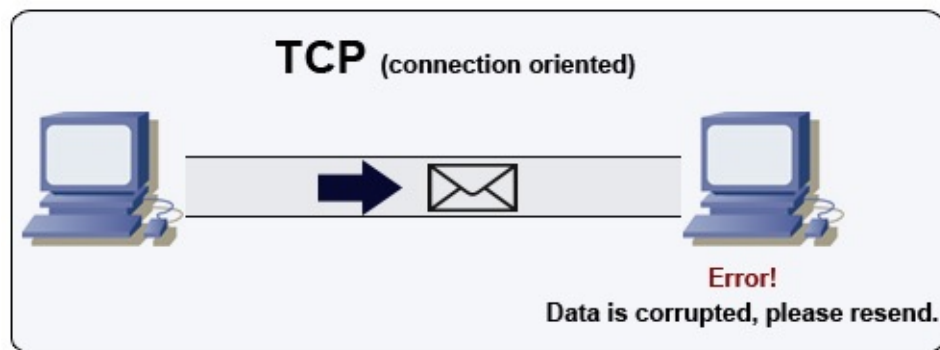 TCP (connection oriented)
Error!
Data is corrupted, please resend.